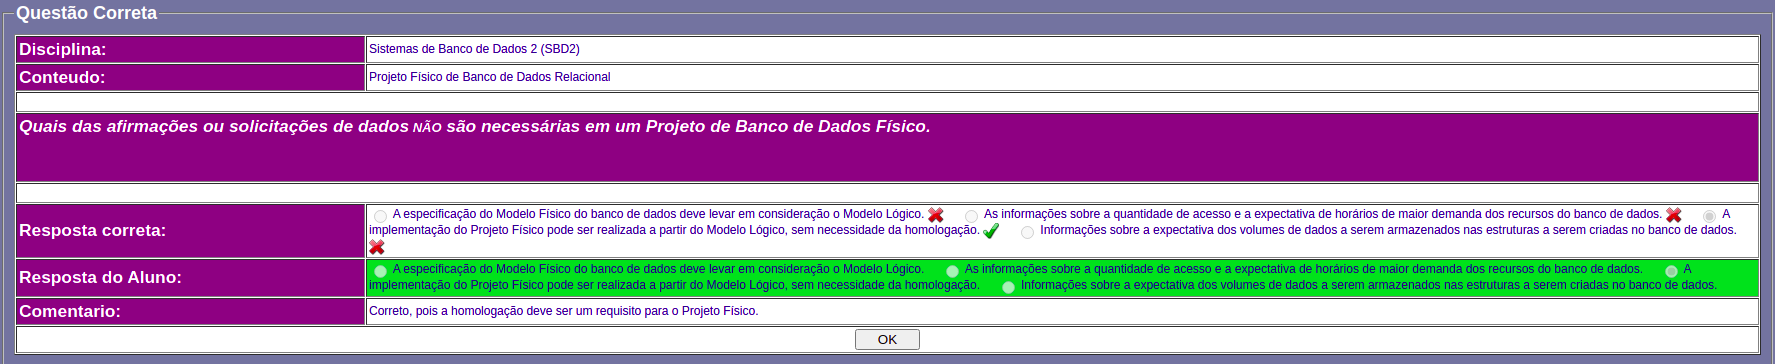 Questão Correta
Disciplina:
Sistemas de Banco de Dados 2 (SBD2)
Conteudo:
Projeto Físico de Banco de Dados Relacional
Quais das afirmações ou solicitações de dados NÃO são necessárias em um Projeto de Banco de Dados Físico.
Resposta correta:
A especificação do Modelo Físico do banco de dados deve levar em consideração o Modelo Lógico. As informações sobre a quantidade de acesso e a expectativa de horários de maior demanda dos recursos do banco de dados. A
implementação do Projeto Físico pode ser realizada a partir do Modelo Lógico, sem necessidade da homologação. Informações sobre a expectativa dos volumes de dados a serem armazenados nas estruturas a serem criadas no banco de dados.
Resposta do Aluno:
A especificação do Modelo Físico do banco de dados deve levar em consideração o Modelo Lógico. As informações sobre a quantidade de acesso e a expectativa de horários de maior demanda dos recursos do banco de dados. A
implementação do Projeto Físico pode ser realizada a partir do Modelo Lógico, sem necessidade da homologação. Informações sobre a expectativa dos volumes de dados a serem armazenados nas estruturas a serem criadas no banco de dados.
Comentario:
Correto, pois a homologação deve ser um requisito para o Projeto Físico.
OK